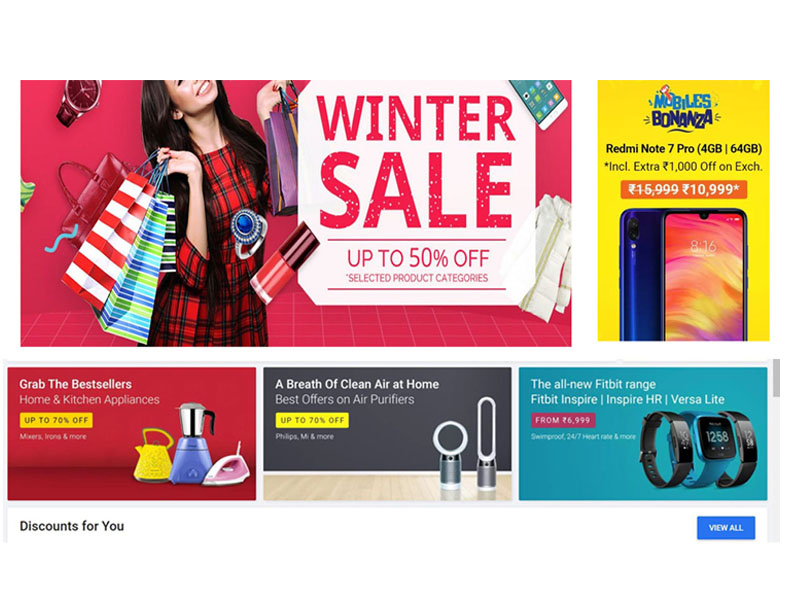 WINTER
SALE
UP TO 50% OFF
*SELECTED PRODUCT CATEGORIES
MOBILES
BONANZA
Redmi Note 7 Pro (4GB | 64GB)
*Incl. Extra ₹1,000 Off on Exch.
₹15,999 ₹10,999*
8:16
Grab The Bestsellers
Home & Kitchen Appliances
UP TO 70% OFF
Mixers, Irons & more
A Breath Of Clean Air at Home
Best Offers on Air Purifiers
UP TO 70% OFF
Philips, Mi & more
The all-new Fitbit range
Fitbit Inspire | Inspire HR | Versa Lite
FROM ₹6,999
Swimproof, 24/7 Heart rate & more
12:58
Discounts for You
VIEW ALL